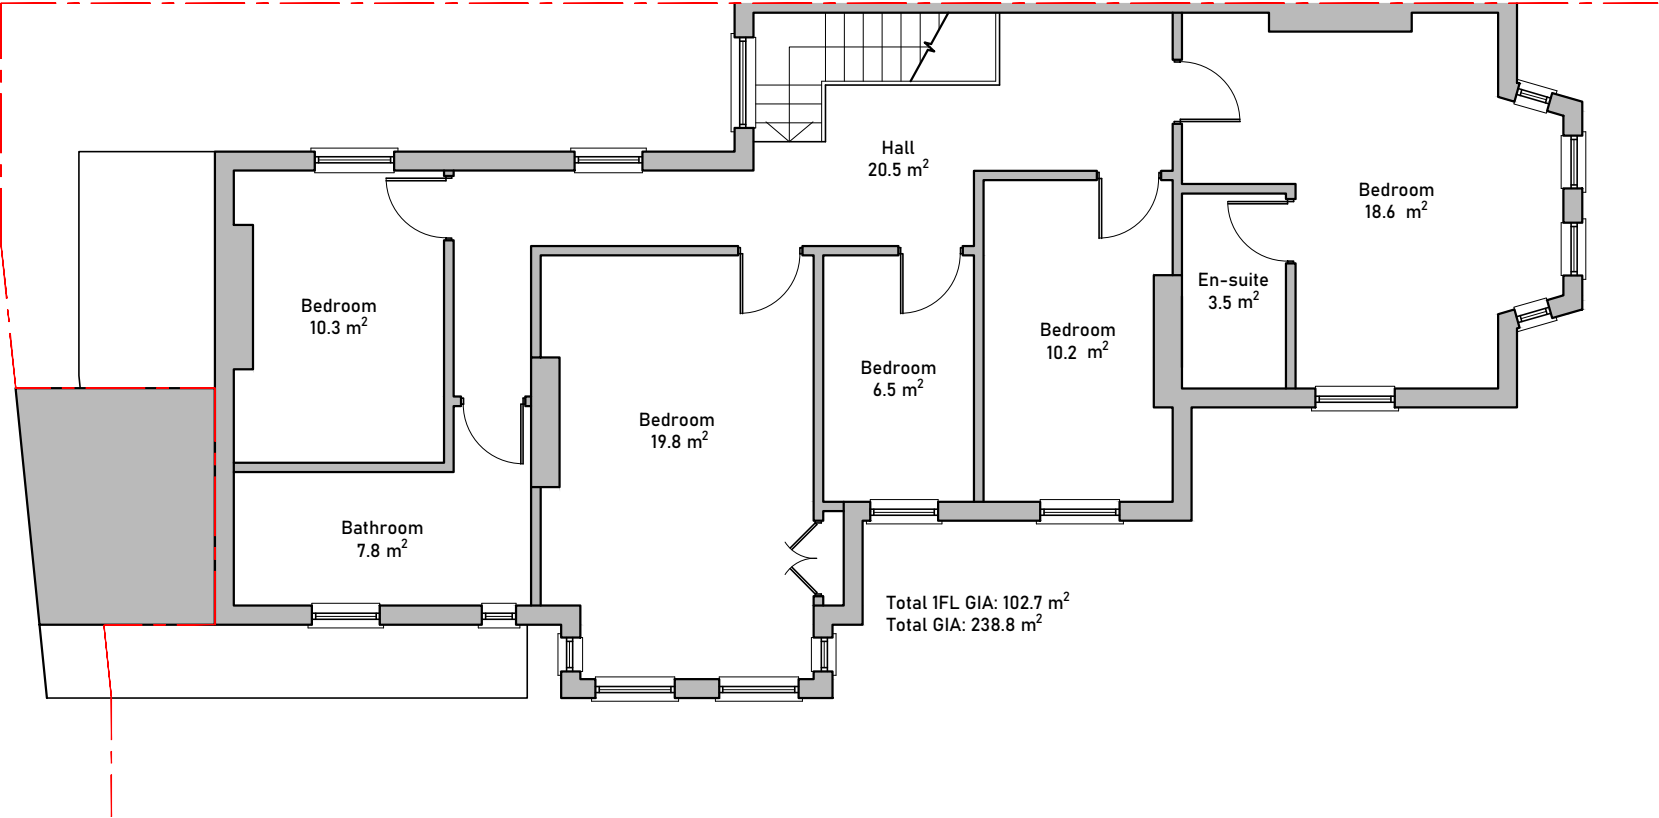 Hall
20.5 m²
Bedroom
18.6 m²
En-suite
3.5 m²
Bedroom
10.3 m²
Bedroom
10.2 m²
Bedroom
6.5 m²
Bedroom
19.8 m²
Bathroom
7.8 m²
Total 1FL GIA: 102.7 m²
Total GIA: 238.8 m²